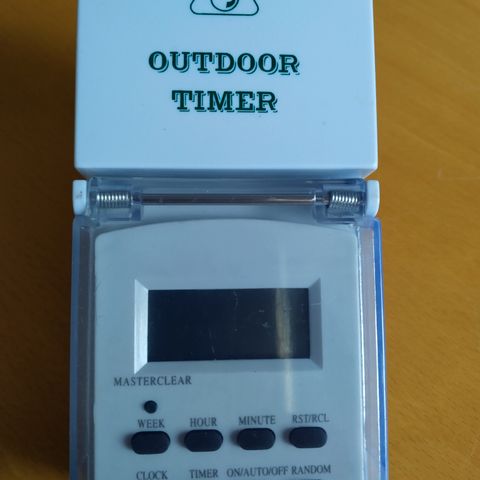 OUTDOOR
TIMER
MASTERCLEAR
WEEK HOUR MINUTE RST/RCL
CLOCK TIMER ON/AUTO/OFF RANDOM